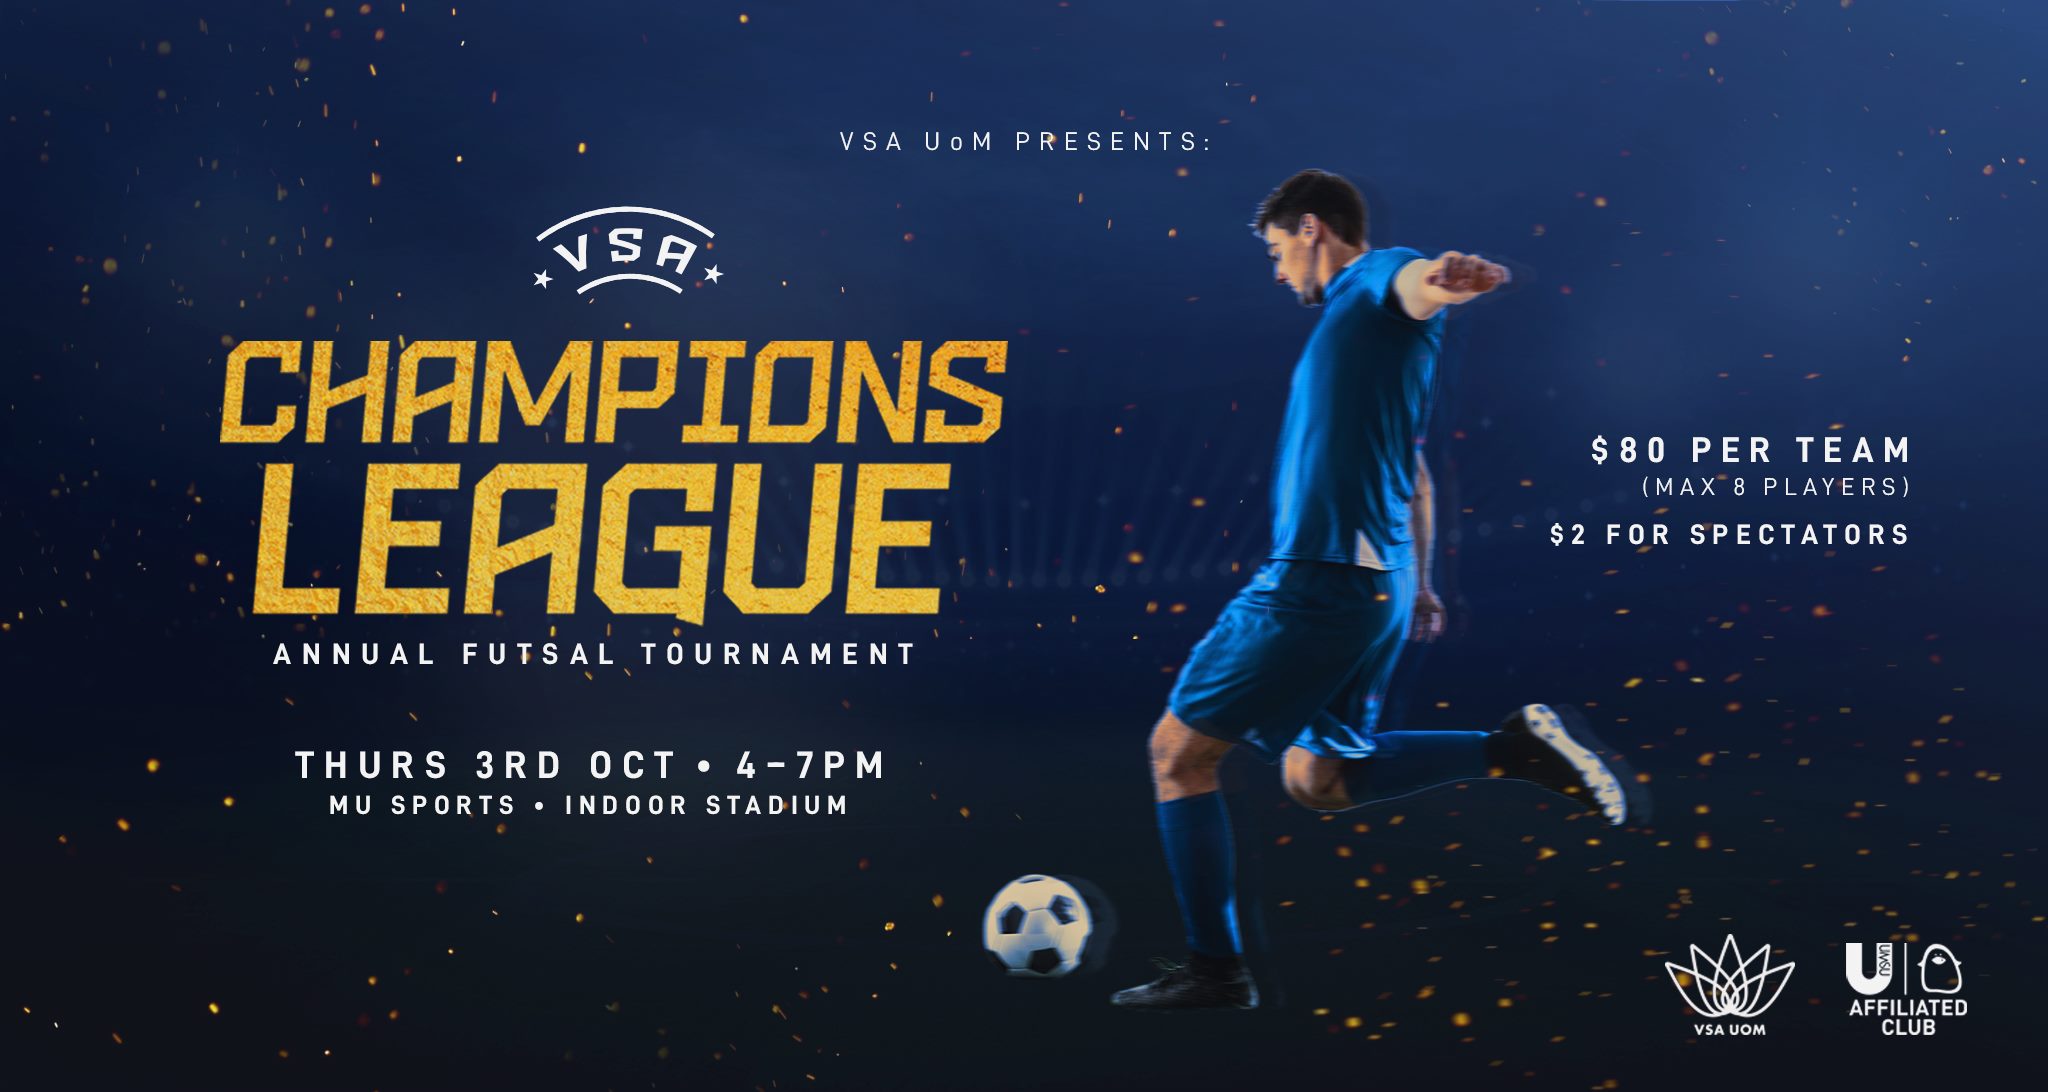 VSA UoM PRESENTS:
VSA
CHAMPIONS
LEAGUE
ANNUAL FUTSAL TOURNAMENT
THURS 3RD OCT • 4–7PM
MU SPORTS • INDOOR STADIUM
$80 PER TEAM
(MAX 8 PLAYERS)
$2 FOR SPECTATORS
VSA UOM
U UMSU
AFFILIATED
CLUB